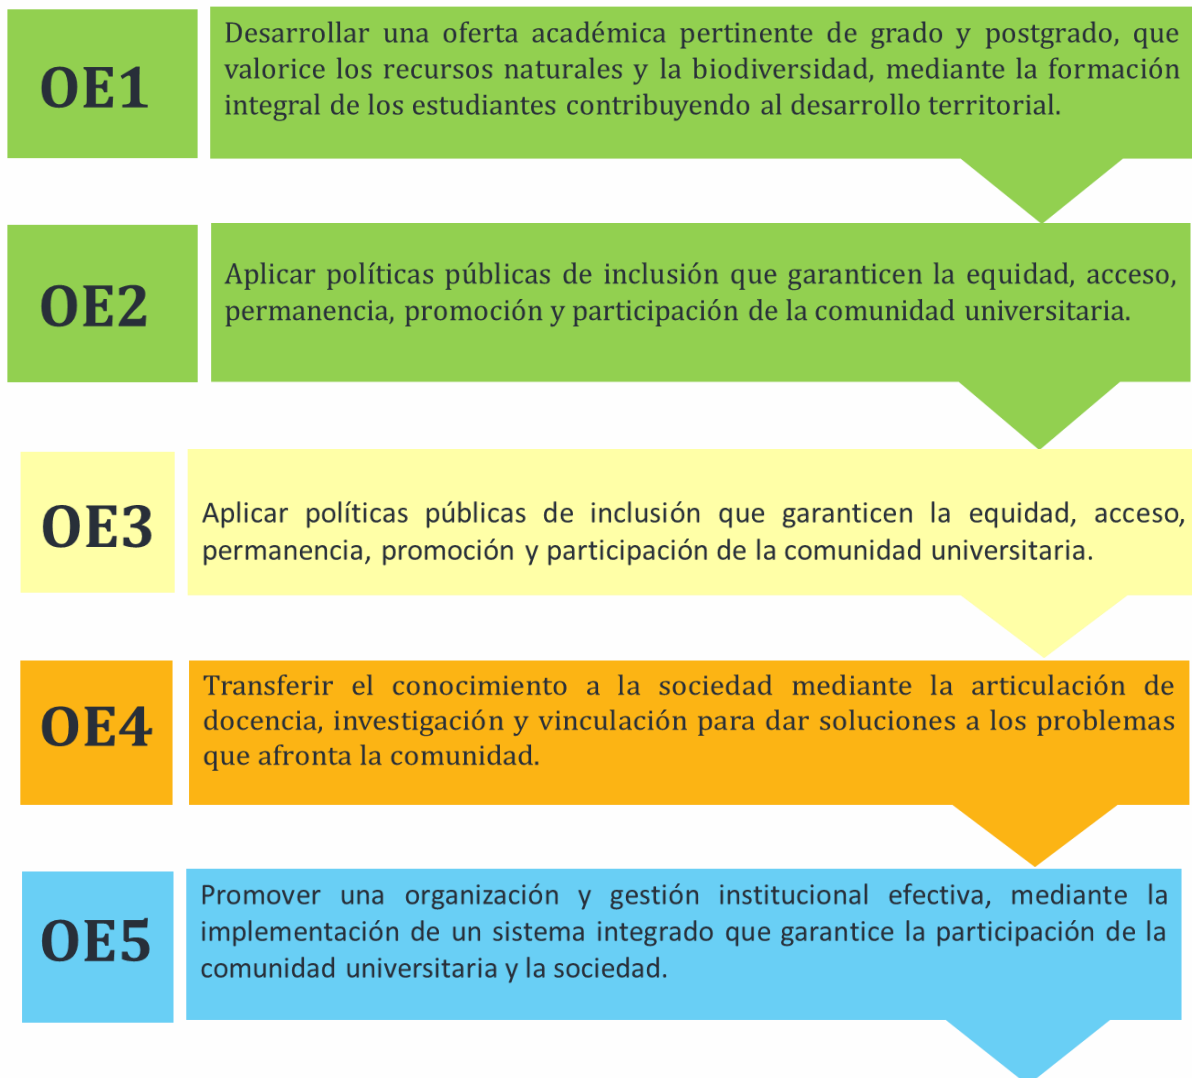 OE1
Desarrollar una oferta académica pertinente de grado y postgrado, que
valorice los recursos naturales y la biodiversidad, mediante la formación
integral de los estudiantes contribuyendo al desarrollo territorial.
OE2
Aplicar políticas públicas de inclusión que garanticen la equidad, acceso,
permanencia, promoción y participación de la comunidad universitaria.
OE3
Aplicar políticas públicas de inclusión que garanticen la equidad, acceso,
permanencia, promoción y participación de la comunidad universitaria.
OE4
Transferir el conocimiento a la sociedad mediante la articulación de
docencia, investigación y vinculación para dar soluciones a los problemas
que afronta la comunidad.
OE5
Promover una organización y gestión institucional efectiva, mediante la
implementación de un sistema integrado que garantice la participación de la
comunidad universitaria y la sociedad.